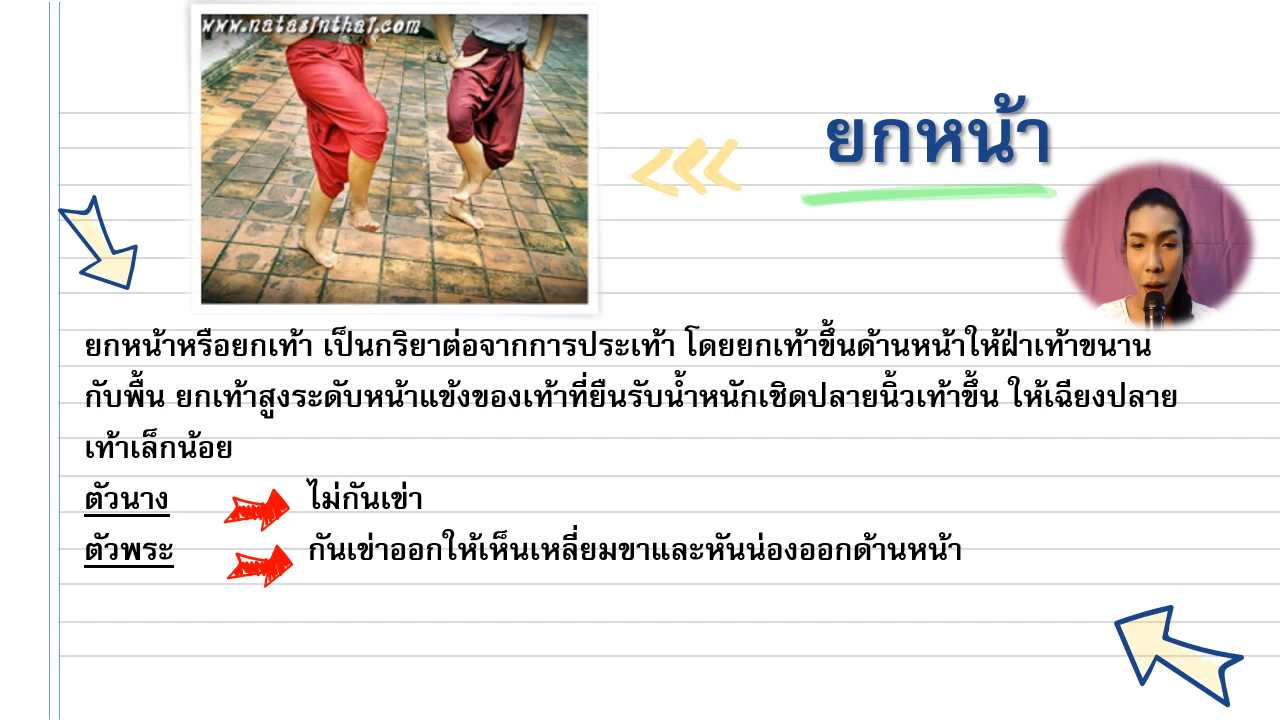 www.natasinthai.com
ยกหน้า
ยกหน้าหรือยกเท้า เป็นกริยาต่อจากการประเท้า โดยยกเท้าขึ้นด้านหน้าให้ฝ่าเท้าขนาน
กับพื้น ยกเท้าสูงระดับหน้าแข้งของเท้าที่ยืนรับน้ำหนักเชิดปลายนิ้วเท้าขึ้น ให้เฉียงปลาย
เท้าเล็กน้อย
ตัวนาง ไม่กันเข่า
ตัวพระ กันเข่าออกให้เห็นเหลี่ยมขาและหันน่องออกด้านหน้า